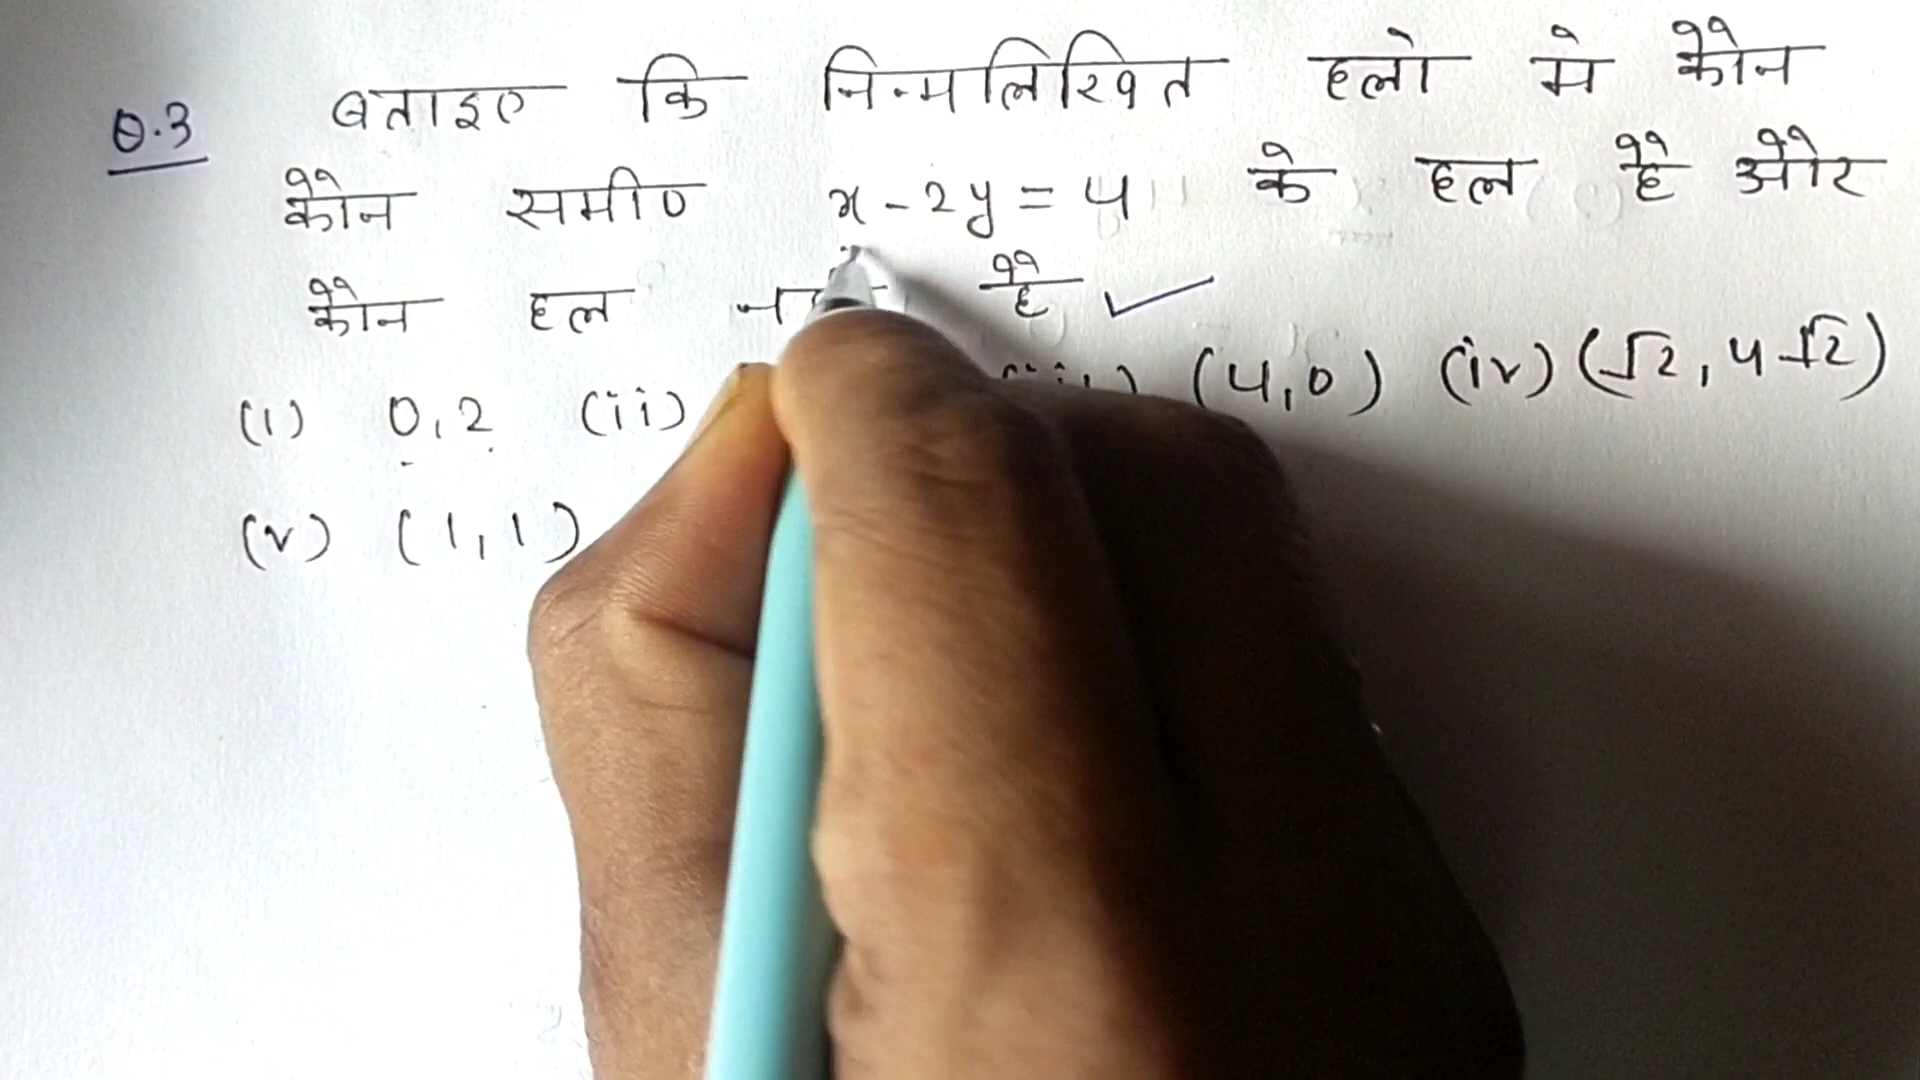 Q.3 बताइए कि निम्नलिखित हलो मे कौन
कौन समी० x - 2y = 4 के हल है और
कौन हल है ✓
(i) 0,2 (ii) (4,0) (iv) (√2, 4√2)
(v) (1,1)